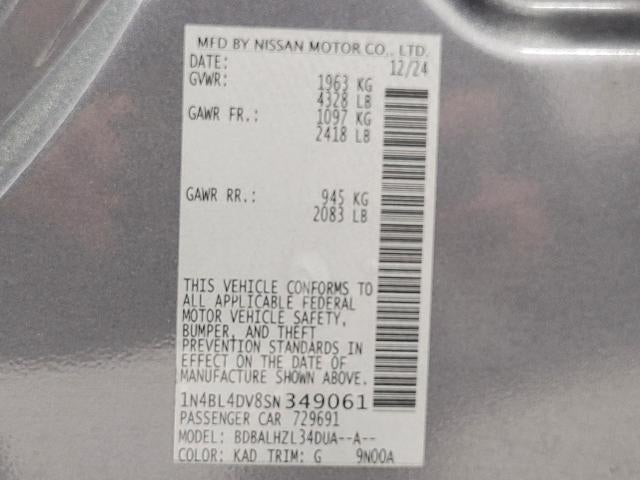 MFD BY NISSAN MOTOR CO., LTD.
DATE: 12/24
GVWR: 1963 KG
4328 LB
GAWR FR.: 1097 KG
2418 LB
GAWR RR.: 945 KG
2083 LB
THIS VEHICLE CONFORMS TO
ALL APPLICABLE FEDERAL
MOTOR VEHICLE SAFETY,
BUMPER, AND THEFT
PREVENTION STANDARDS IN
EFFECT ON THE DATE OF
MANUFACTURE SHOWN ABOVE.
1N4BL4DV8SN349061
PASSENGER CAR 729691
MODEL: BDBALHZL34DUA--A--
COLOR: KAD TRIM: G 9N00A